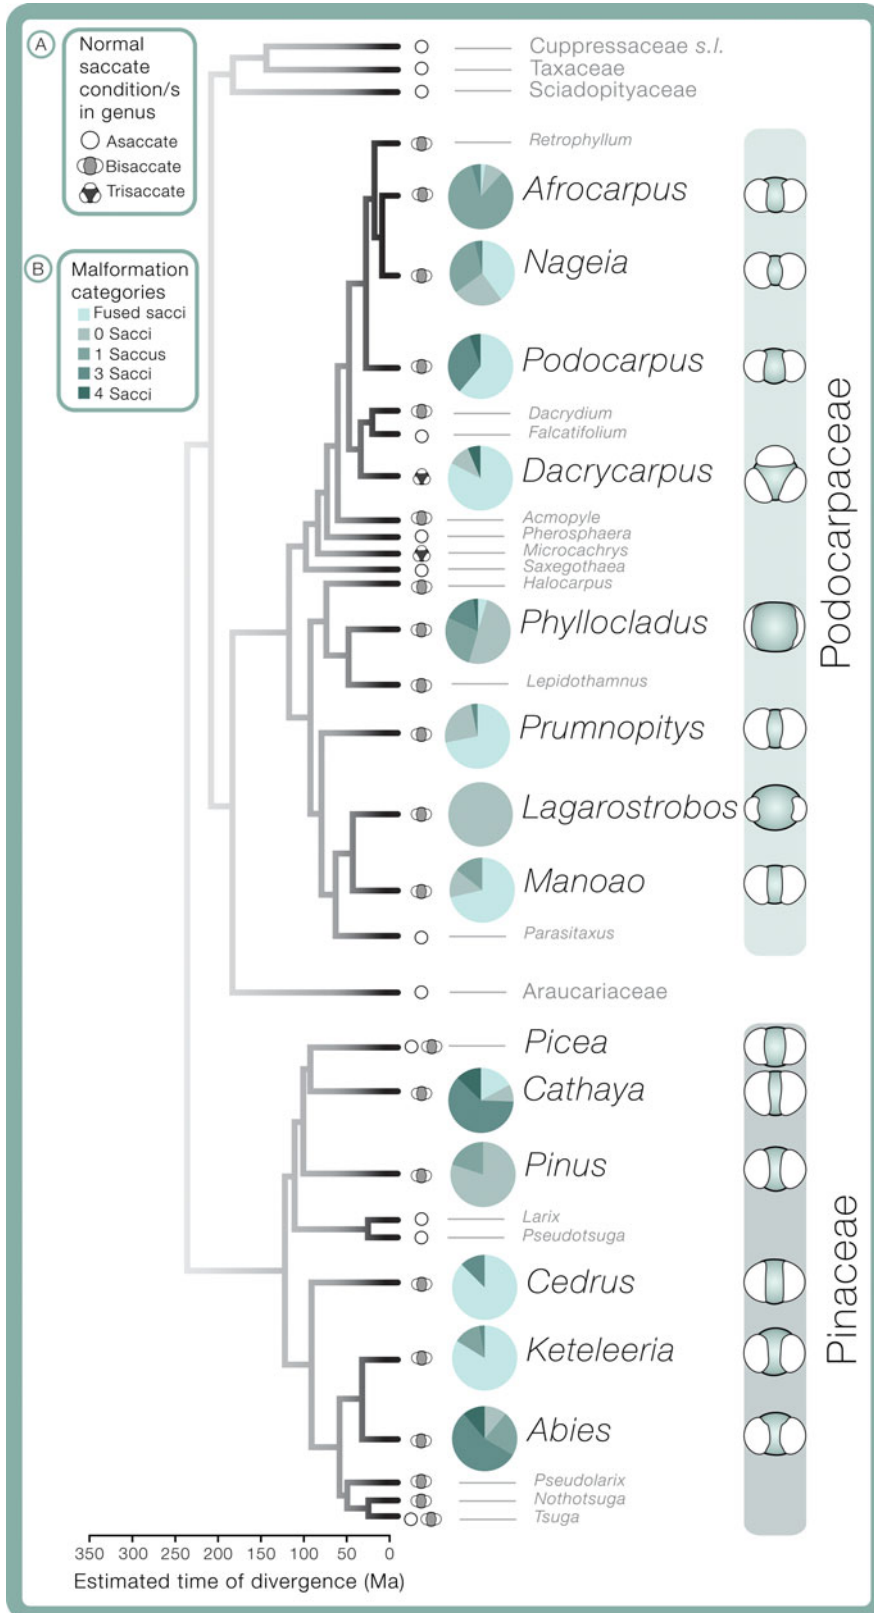 A
Normal
saccate
condition/s
in genus
Asaccate
Bisaccate
Trisaccate
B
Malformation
categories
Fused sacci
0 Sacci
1 Saccus
3 Sacci
4 Sacci
Cuppressaceae s.l.
Taxaceae
Sciadopityaceae
Retrophyllum
Afrocarpus
Nageia
Podocarpus
Dacrydium
Falcatifolium
Dacrycarpus
Acmopyle
Pherosphaera
Microcachrys
Saxegothaea
Halocarpus
Phyllocladus
Lepidothamnus
Prumnopitys
Lagarostrobos
Manoao
Parasitaxus
Podocarpaceae
Araucariaceae
Picea
Cathaya
Pinus
Larix
Pseudotsuga
Cedrus
Keteleeria
Abies
Pseudolarix
Nothotsuga
Tsuga
Pinaceae
350 300 250 200 150 100 50 0
Estimated time of divergence (Ma)